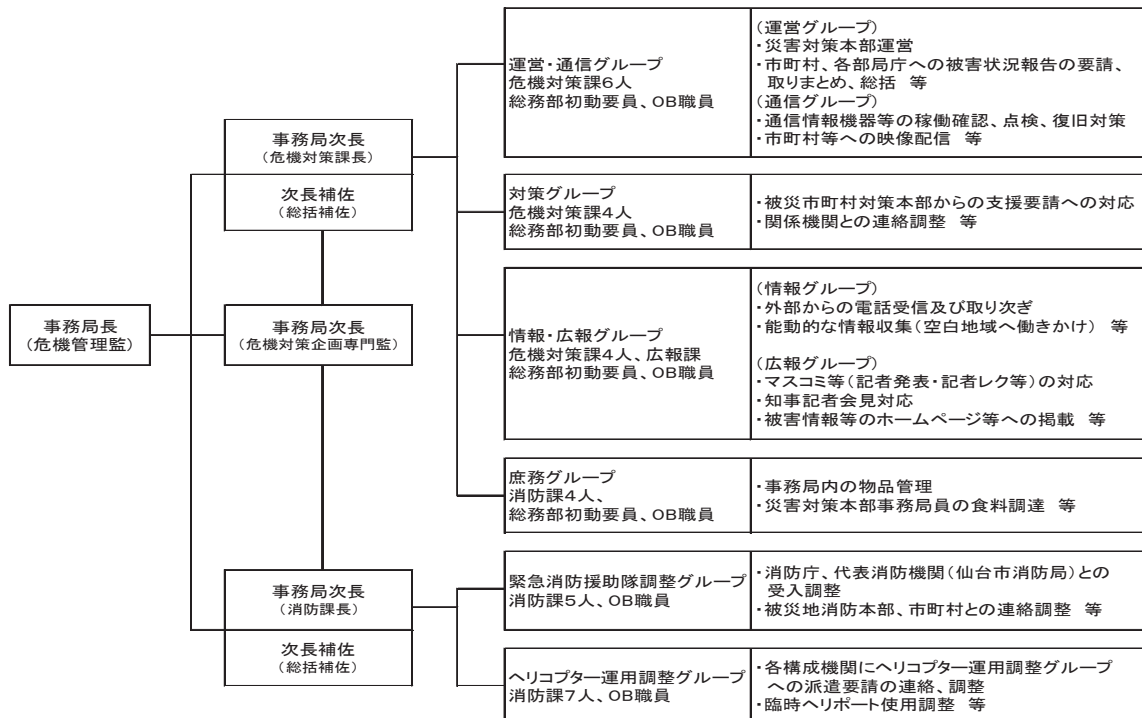 事務局長
(危機管理監)
事務局次長
(危機対策課長)
次長補佐
(総括補佐)
事務局次長
(危機対策企画専門監)
事務局次長
(消防課長)
次長補佐
(総括補佐)
運営・通信グループ
危機対策課6人
総務部初動要員、OB職員
(運営グループ)
・災害対策本部運営
・市町村、各部局庁への被害状況報告の要請、
取りまとめ、総括 等
(通信グループ)
・通信情報機器等の稼働確認、点検、復旧対策
・市町村等への映像配信 等
対策グループ
危機対策課4人
総務部初動要員、OB職員
・被災市町村対策本部からの支援要請への対応
・関係機関との連絡調整 等
情報・広報グループ
危機対策課4人、広報課
総務部初動要員、OB職員
(情報グループ)
・外部からの電話受信及び取り次ぎ
・能動的な情報収集(空白地域へ働きかけ) 等
(広報グループ)
・マスコミ等(記者発表・記者レク等)の対応
・知事記者会見対応
・被害情報等のホームページ等への掲載 等
庶務グループ
消防課4人、
総務部初動要員、OB職員
・事務局内の物品管理
・災害対策本部事務局員の食料調達 等
緊急消防援助隊調整グループ
消防課5人、OB職員
・消防庁、代表消防機関(仙台市消防局)との
受入調整
・被災地消防本部、市町村との連絡調整 等
ヘリコプター運用調整グループ
消防課7人、OB職員
・各構成機関にヘリコプター運用調整グループ
への派遣要請の連絡、調整
・臨時ヘリポート使用調整 等